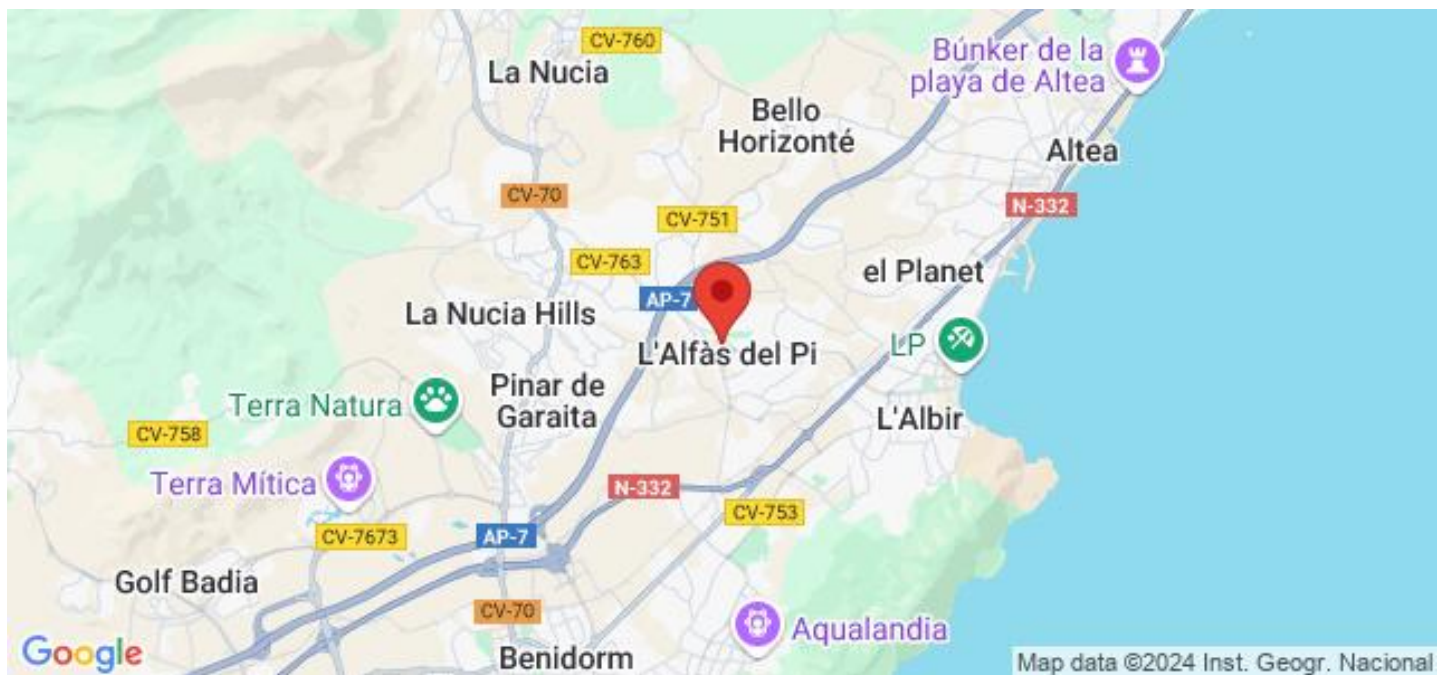 CV-760
La Nucia
Búnker de la
playa de Altea
Bello
Horizonté
Altea
CV-70
N-332
CV-751
CV-763
el Planet
AP-7
La Nucia Hills
L'Alfàs del Pi
LP
Pinar de
Garaita
Terra Natura
L'Albir
CV-758
Terra Mítica
N-332
CV-753
CV-7673
AP-7
Golf Badia
CV-70
Aqualandia
Benidorm
Google
Map data ©2024 Inst. Geogr. Nacional